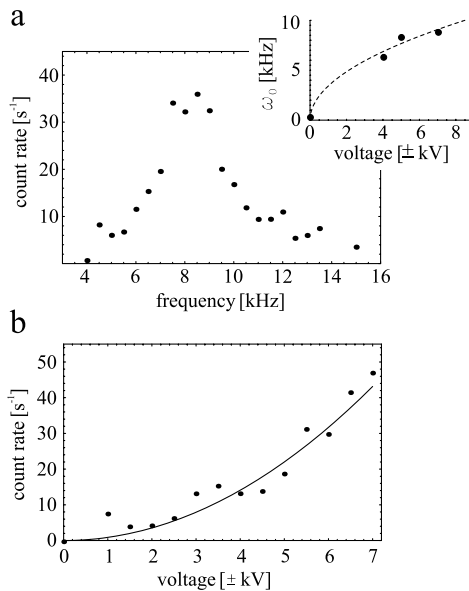 a
10
5
0
ω₀ [kHz]
0 2 4 6 8
voltage [± kV]
40
30
20
10
count rate [s⁻¹]
4 6 8 10 12 14 16
frequency [kHz]
b
50
40
30
20
10
0
count rate [s⁻¹]
0 1 2 3 4 5 6 7
voltage [± kV]